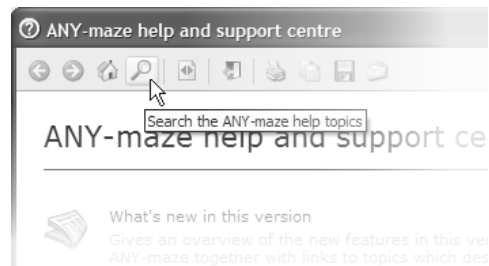 ANY-maze help and support centre
Search the ANY-maze help topics
ANY-maze help and support ce
What's new in this version
Gives an overview of the new features in this ve
ANY-maze together with links to topics which des